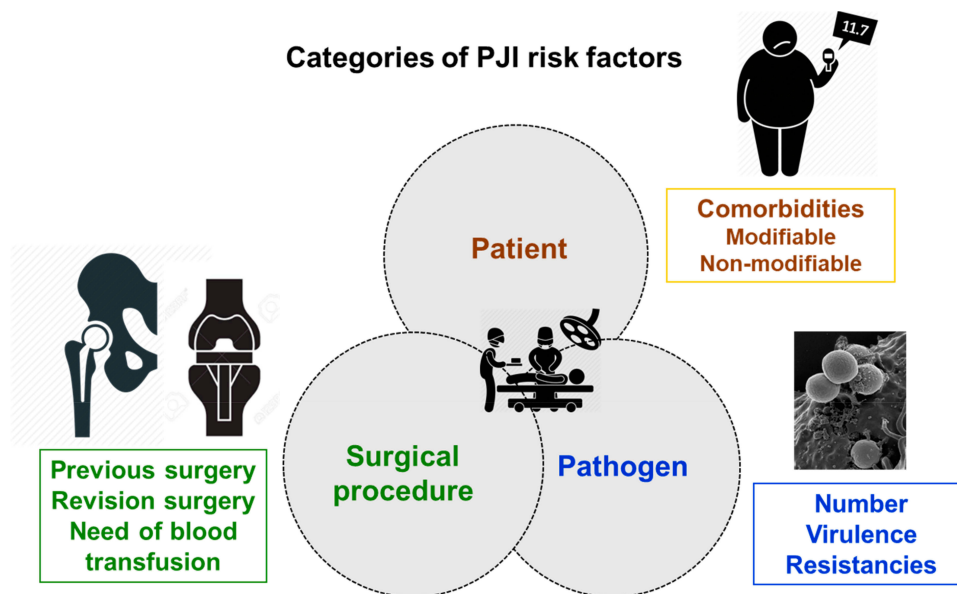 Categories of PJI risk factors
11.7
Patient
Comorbidities
Modifiable
Non-modifiable
Surgical
procedure
Pathogen
Previous surgery
Revision surgery
Need of blood
transfusion
Number
Virulence
Resistancies